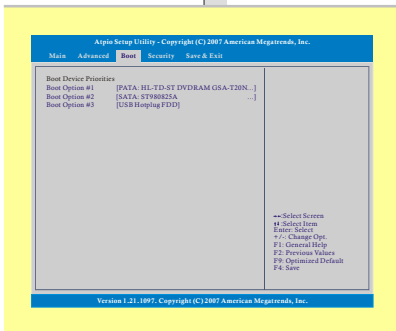 Atpio Setup Utility - Copyright (C) 2007 American Megatrends, Inc.
Main Advanced Boot Security Save & Exit
Boot Device Priorities
Boot Option #1 [PATA: HL-TD-ST DVDRAM GSA-T20N...]
Boot Option #2 [SATA: ST980825A ...]
Boot Option #3 [USB Hotplug FDD]
↔:Select Screen
↑↓:Select Item
Enter: Select
+/-: Change Opt.
F1: General Help
F2: Previous Values
F9: Optimized Default
F4: Save
Version 1.21.1097. Copyright (C) 2007 American Megatrends, Inc.